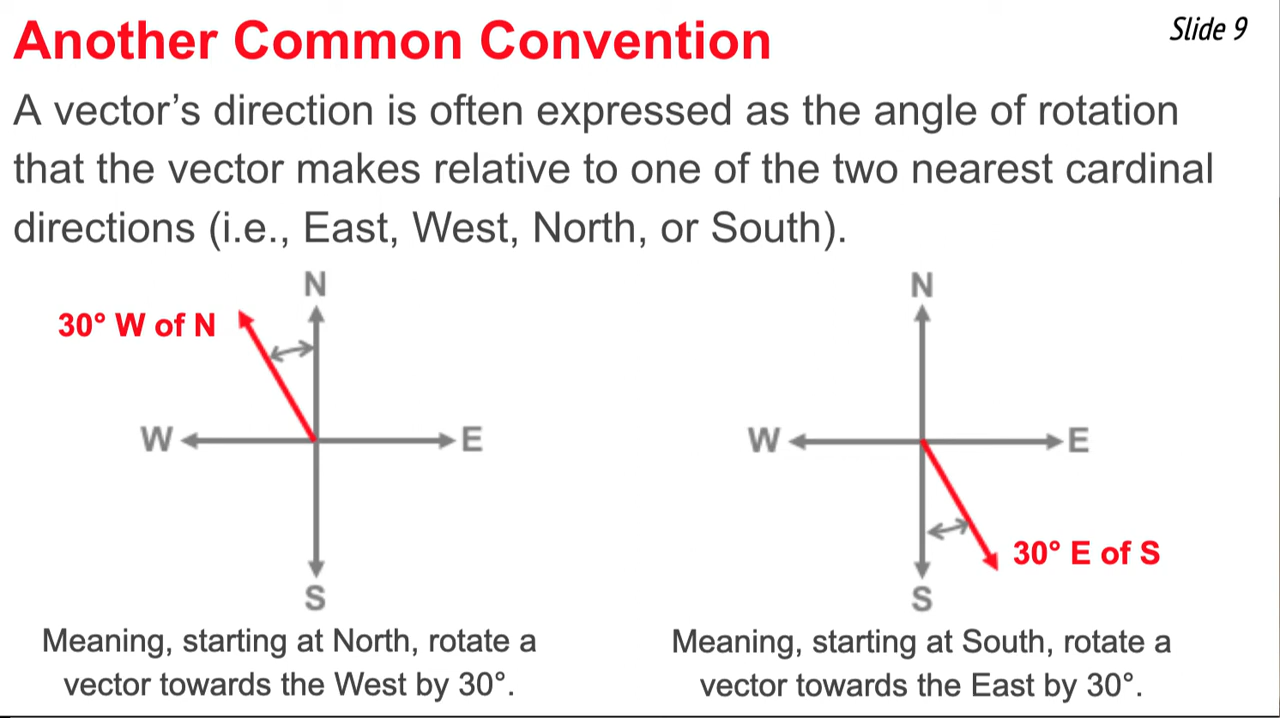 Another Common Convention
Slide 9
A vector’s direction is often expressed as the angle of rotation
that the vector makes relative to one of the two nearest cardinal
directions (i.e., East, West, North, or South).
N
30° W of N
W
E
S
Meaning, starting at North, rotate a
vector towards the West by 30°.
N
W
E
30° E of S
S
Meaning, starting at South, rotate a
vector towards the East by 30°.